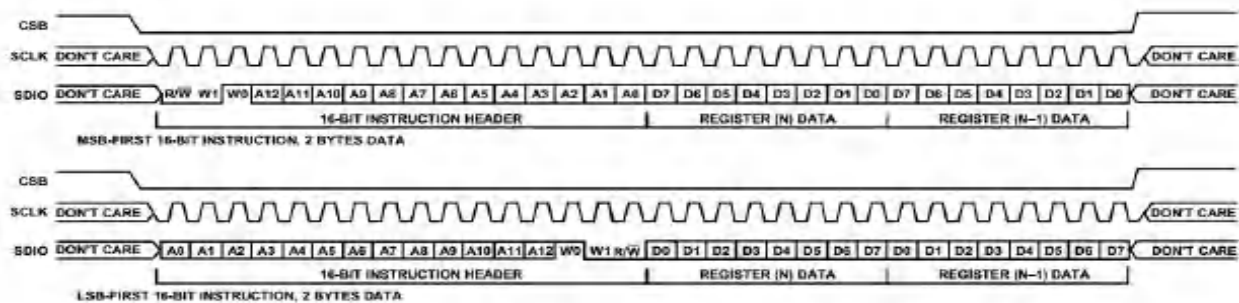 CSB
SCLK DON'T CARE DON'T CARE
SDIO DON'T CARE R/W W1 W0 A12 A11 A10 A9 A8 A7 A6 A5 A4 A3 A2 A1 A0 D7 D6 D5 D4 D3 D2 D1 D0 D7 D6 D5 D4 D3 D2 D1 D0 DON'T CARE
16-BIT INSTRUCTION HEADER REGISTER (N) DATA REGISTER (N–1) DATA
MSB-FIRST 16-BIT INSTRUCTION, 2 BYTES DATA
CSB
SCLK DON'T CARE DON'T CARE
SDIO DON'T CARE A0 A1 A2 A3 A4 A5 A6 A7 A8 A9 A10 A11 A12 W0 W1 R/W D0 D1 D2 D3 D4 D5 D6 D7 D0 D1 D2 D3 D4 D5 D6 D7 DON'T CARE
16-BIT INSTRUCTION HEADER REGISTER (N) DATA REGISTER (N–1) DATA
LSB-FIRST 16-BIT INSTRUCTION, 2 BYTES DATA